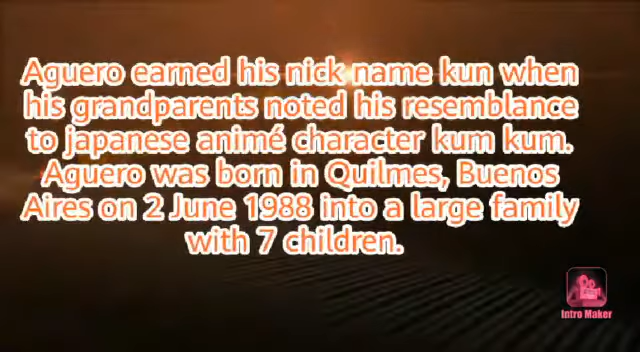 Aguero earned his nick name kun when
his grandparents noted his resemblance
to japanese animé character kum kum.
Aguero was born in Quilmes, Buenos
Aires on 2 June 1988 into a large family
with 7 children.
Intro Maker